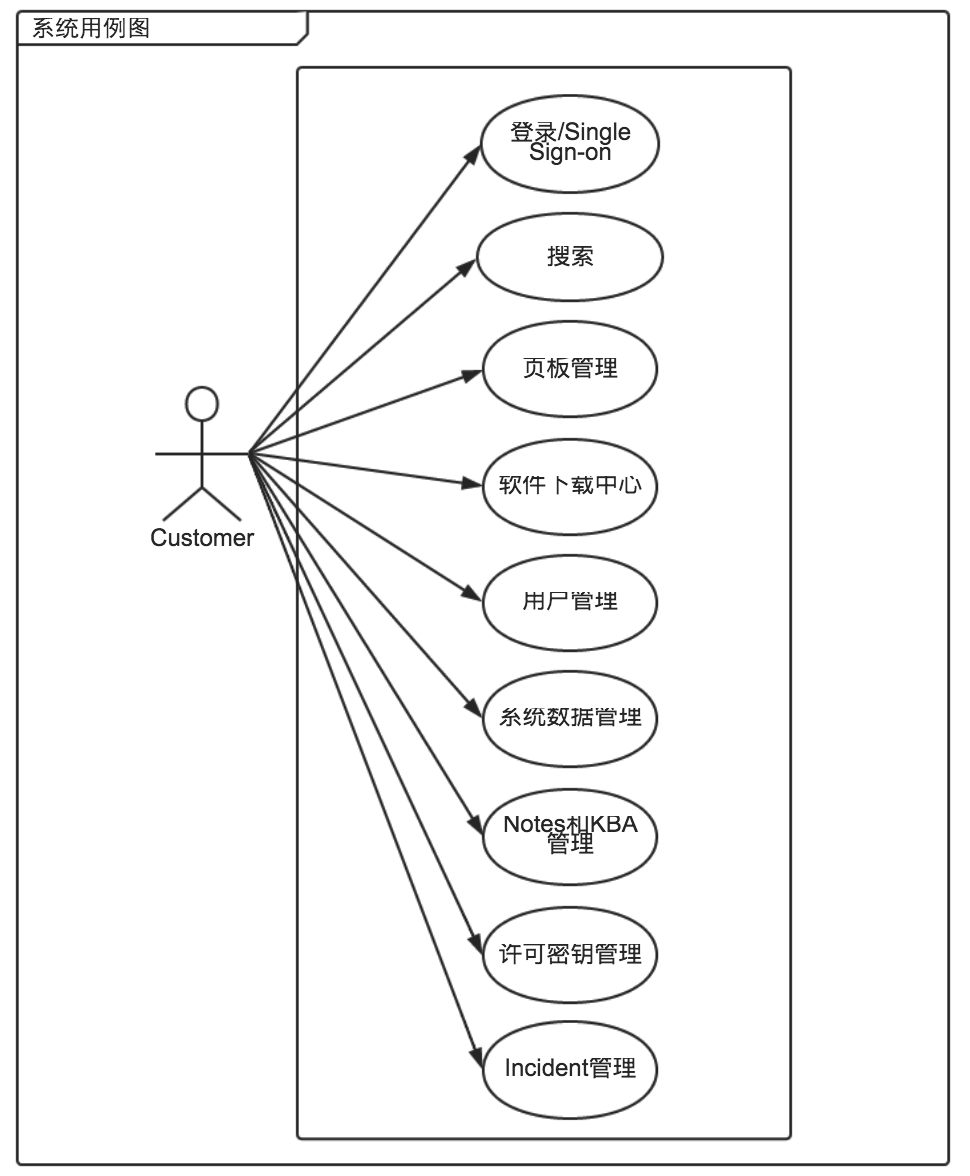 系统用例图
登录/Single
Sign-on
搜索
页板管理
软件下载中心
Customer
用户管理
系统数据管理
Notes和KBA
管理
许可密钥管理
Incident管理